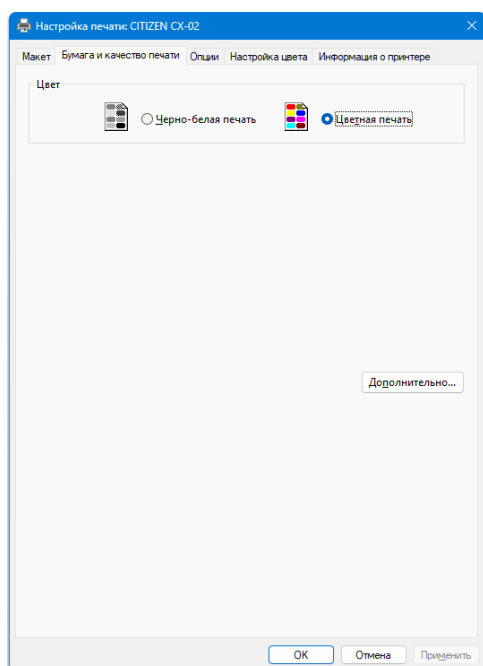 Настройка печати: CITIZEN CX-02
Макет Бумага и качество печати Опции Настройка цвета Информация о принтере
Цвет
Черно-белая печать Цветная печать
Дополнительно...
OK Отмена Применить